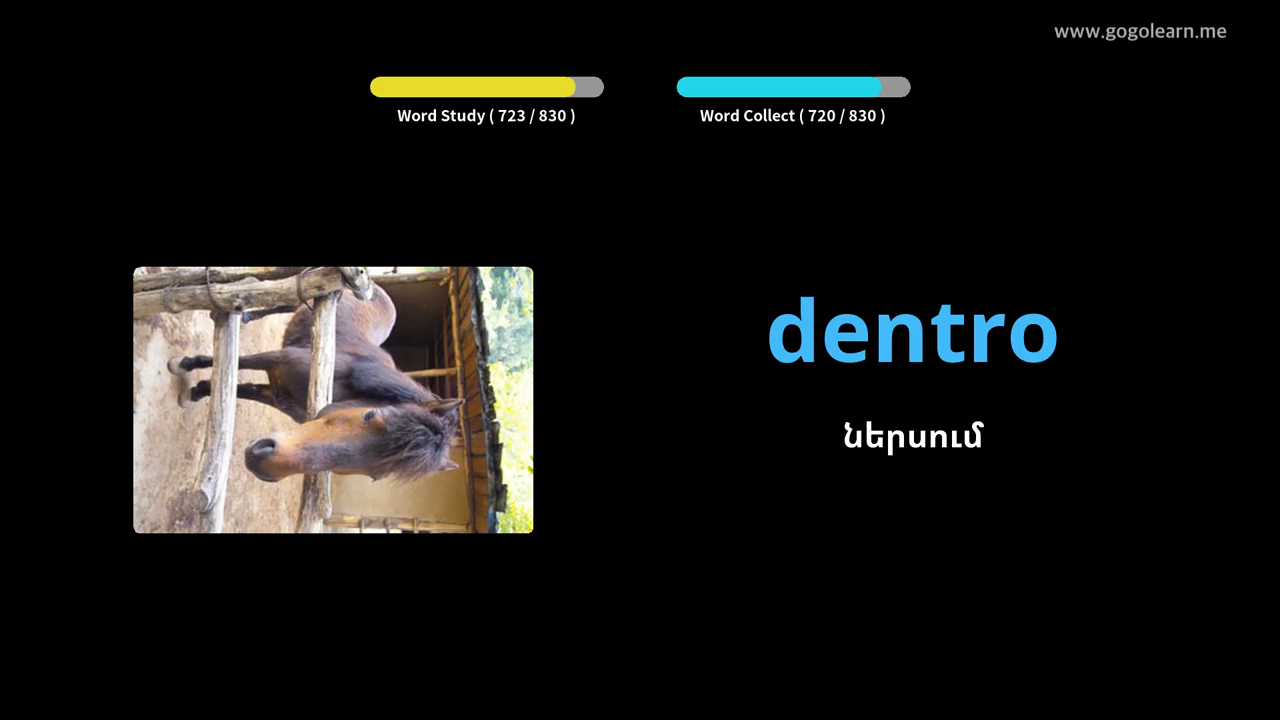 www.gogolearn.me
Word Study ( 723 / 830 )
Word Collect ( 720 / 830 )
dentro
ներսում